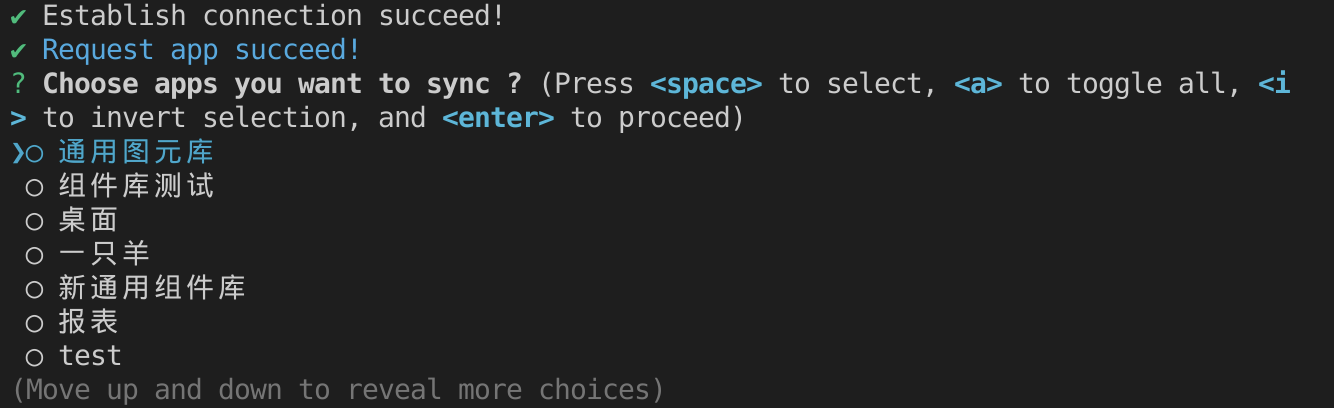 ✔ Establish connection succeed!
✔ Request app succeed!
? Choose apps you want to sync ? (Press <space> to select, <a> to toggle all, <i
> to invert selection, and <enter> to proceed)
❯◯ 通用图元库
◯ 组件库测试
◯ 桌面
◯ 一只羊
◯ 新通用组件库
◯ 报表
◯ test
(Move up and down to reveal more choices)